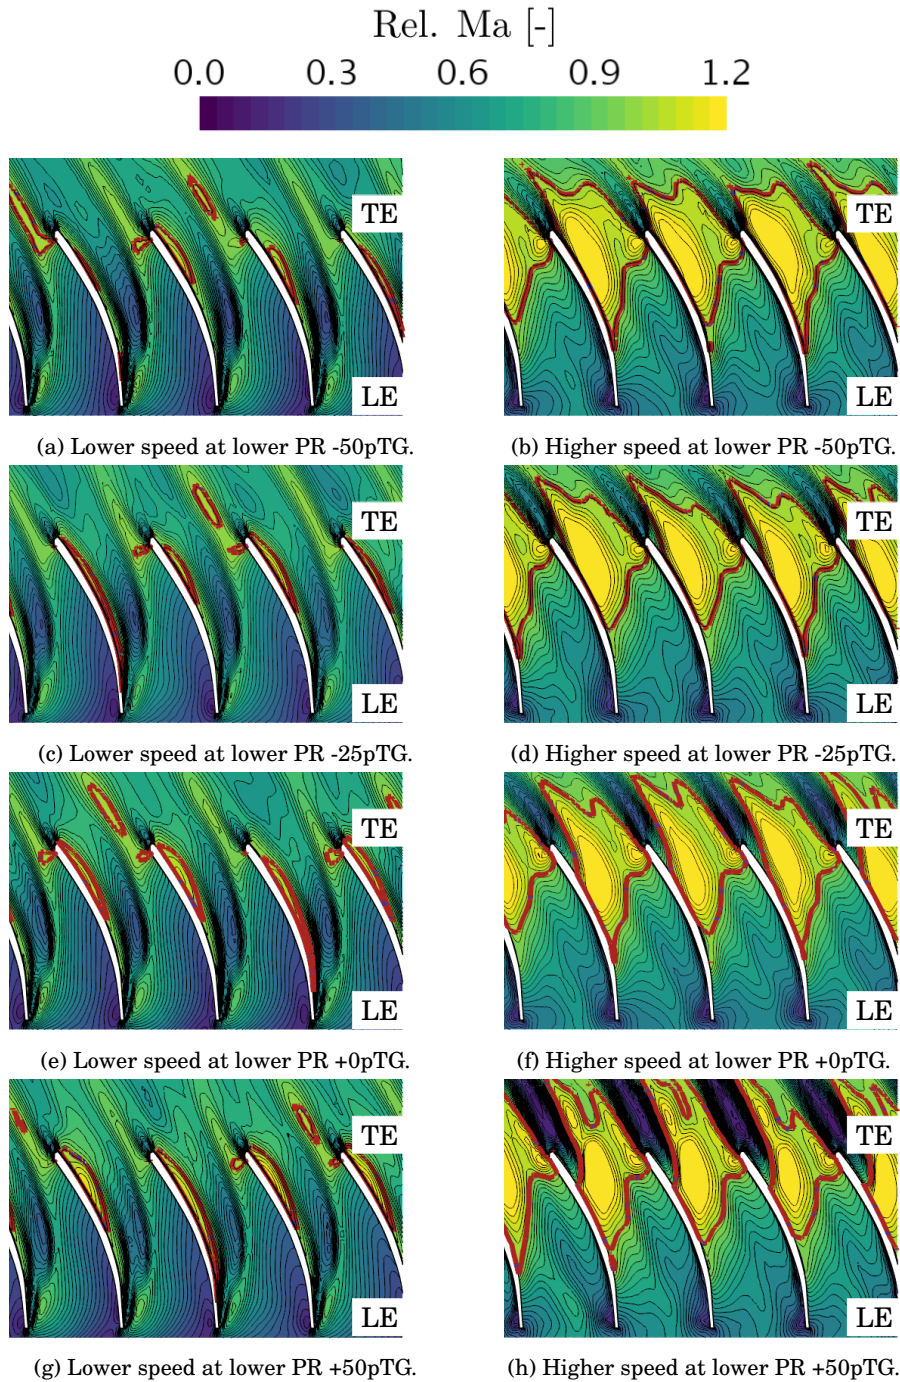 Rel. Ma [-]
0.0 0.3 0.6 0.9 1.2
TE TE
LE LE
(a) Lower speed at lower PR -50pTG. (b) Higher speed at lower PR -50pTG.
TE TE
LE LE
(c) Lower speed at lower PR -25pTG. (d) Higher speed at lower PR -25pTG.
TE TE
LE LE
(e) Lower speed at lower PR +0pTG. (f) Higher speed at lower PR +0pTG.
TE TE
LE LE
(g) Lower speed at lower PR +50pTG. (h) Higher speed at lower PR +50pTG.